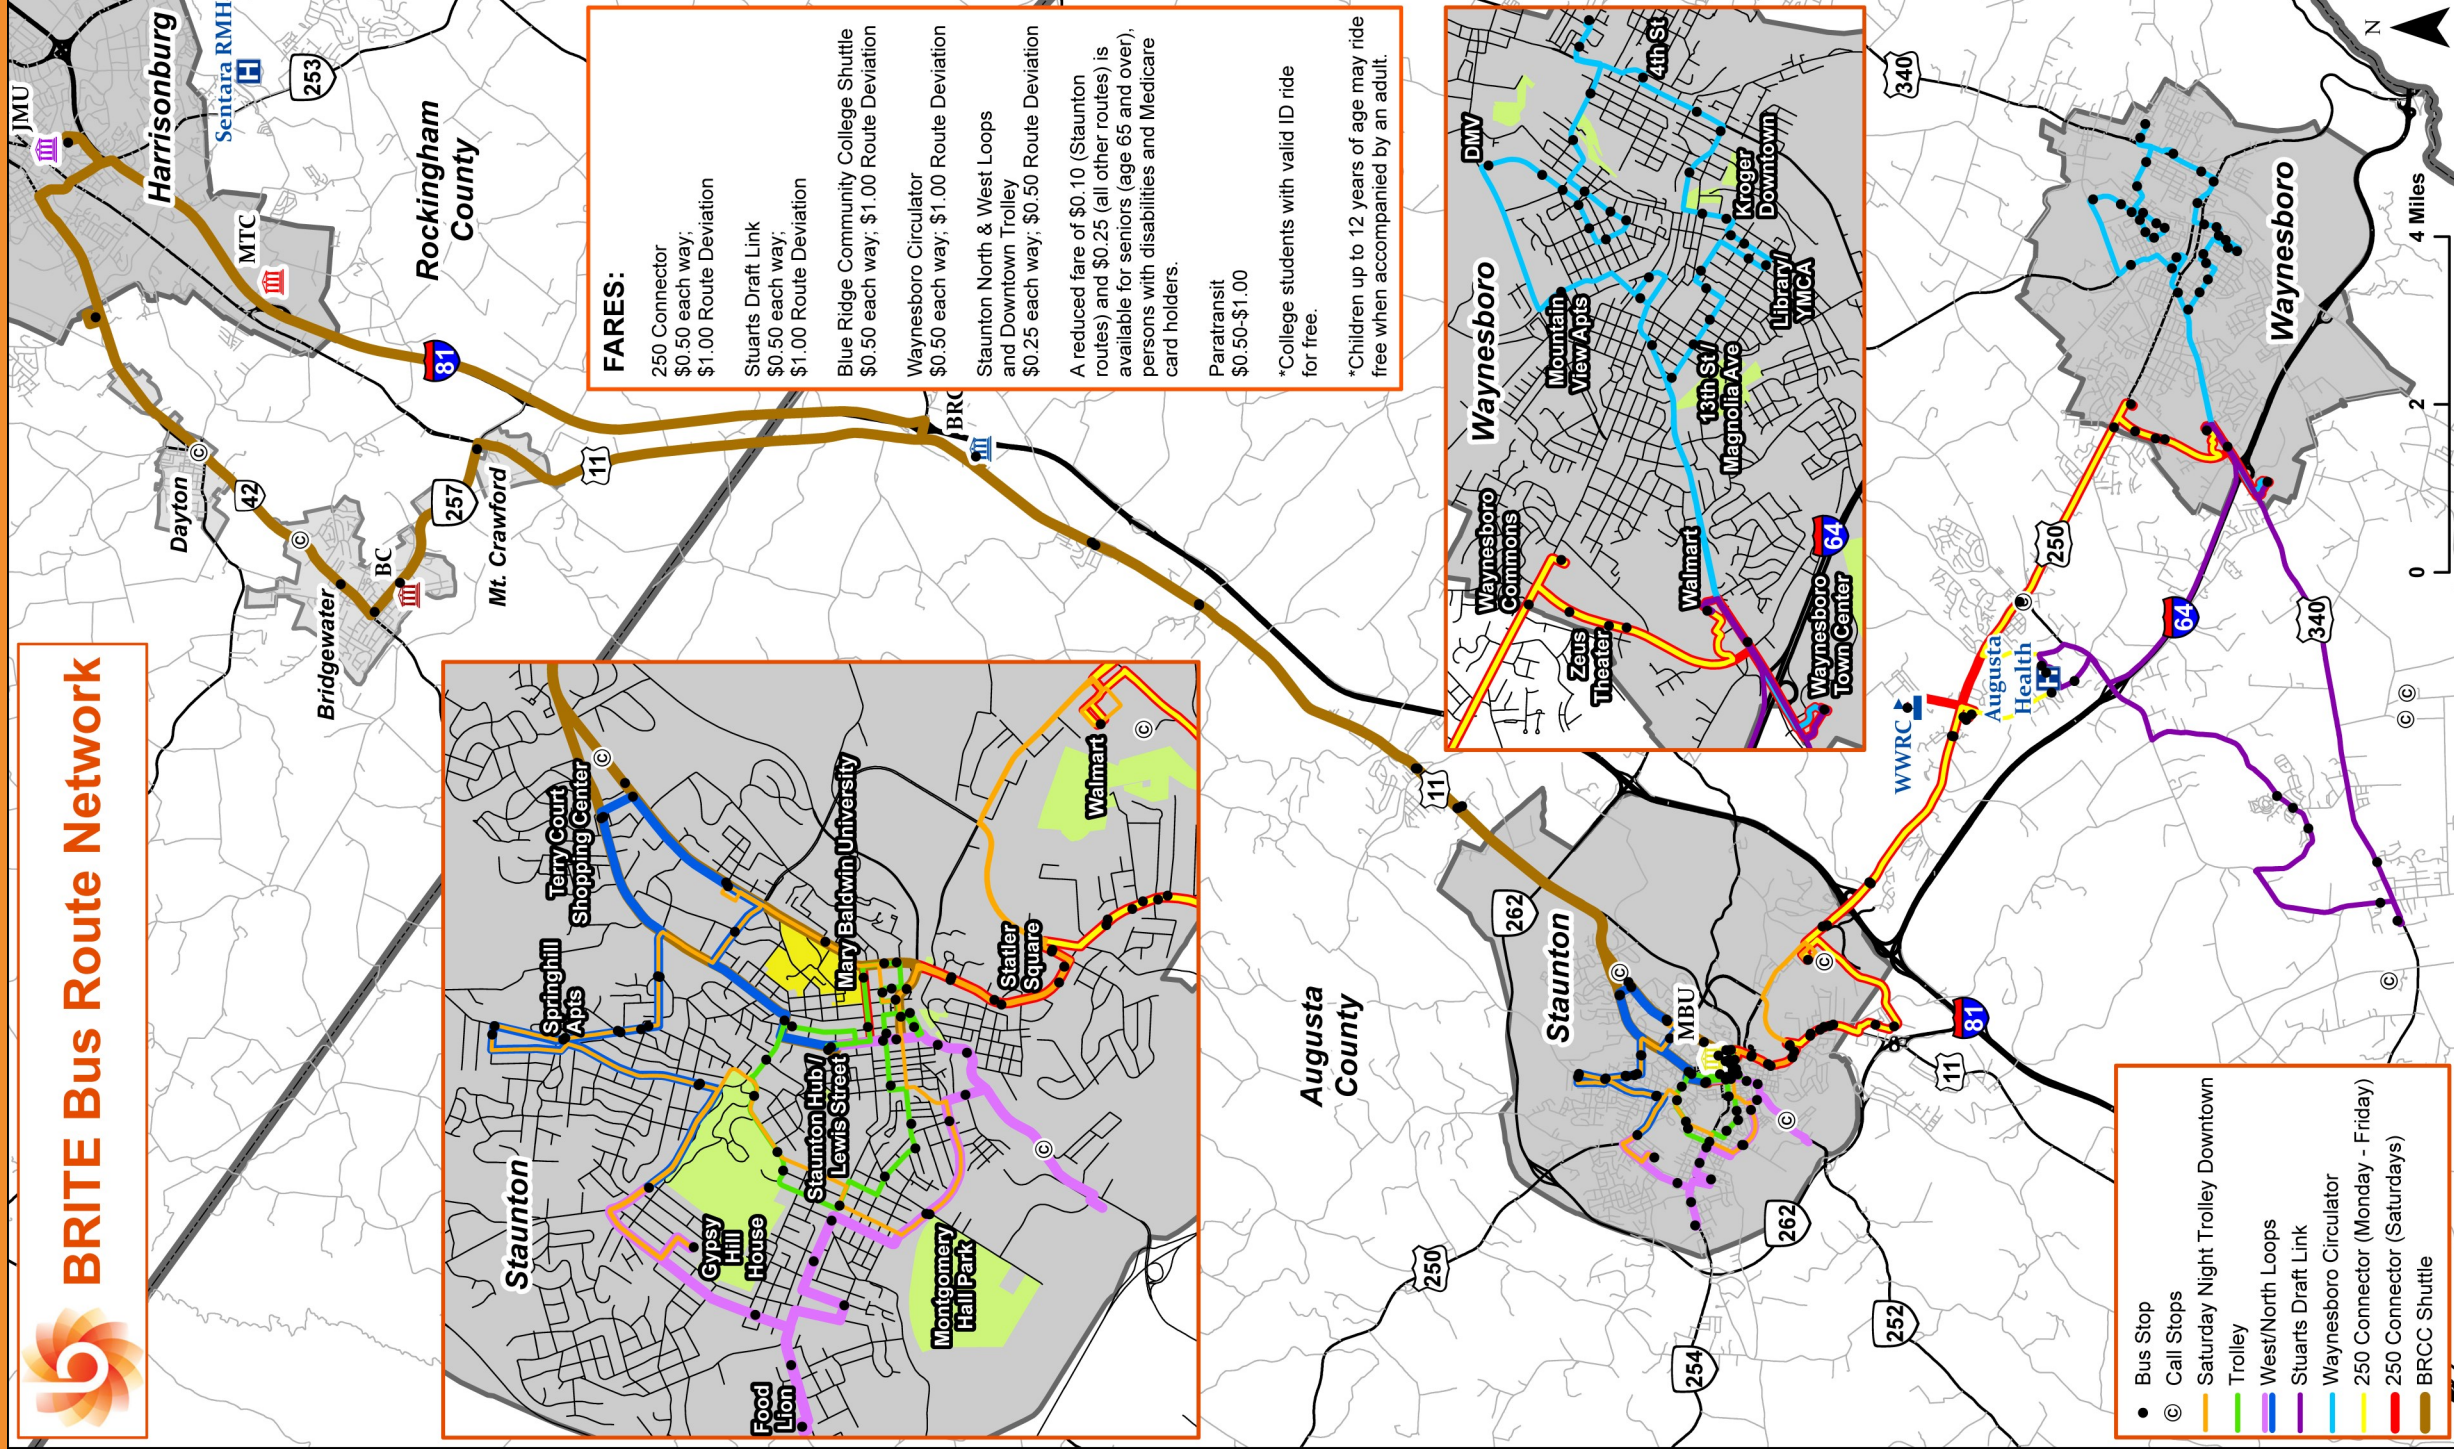 BRITE Bus Route Network
FARES:
250 Connector
$0.50 each way;
$1.00 Route Deviation
Stuarts Draft Link
$0.50 each way;
$1.00 Route Deviation
Blue Ridge Community College Shuttle
$0.50 each way; $1.00 Route Deviation
Waynesboro Circulator
$0.50 each way; $1.00 Route Deviation
Staunton North & West Loops
and Downtown Trolley
$0.25 each way; $0.50 Route Deviation
A reduced fare of $0.10 (Staunton
routes) and $0.25 (all other routes) is
available for seniors (age 65 and over),
persons with disabilities and Medicare
card holders.
Paratransit
$0.50-$1.00
*College students with valid ID ride
for free.
*Children up to 12 years of age may ride
free when accompanied by an adult.
JMU
Harrisonburg
Sentara RMH
H
253
MTC
Rockingham
County
81
Dayton
42
Bridgewater
BC
257
Mt. Crawford
11
BRC
Staunton
Terry Court
Shopping Center
Springhill
Apts
Mary Baldwin University
Walmart
Statler
Square
Staunton Hub /
Lewis Street
Gypsy
Hill
House
Montgomery
Hall Park
Food
Lion
Waynesboro
DMV
4th St
Kroger
Downtown
Library/
YMCA
Mountain
View Apts
13th St /
Magnolia Ave
Waynesboro
Commons
Zeus
Theater
Walmart
Waynesboro
Town Center
64
11
262
Staunton
MBU
Augusta
County
250
254
252
262
11
81
WWRC
Augusta
Health
H
250
64
340
340
Waynesboro
N
0
2
4 Miles
Bus Stop
© Call Stops
Saturday Night Trolley Downtown
Trolley
West/North Loops
Stuarts Draft Link
Waynesboro Circulator
250 Connector (Monday - Friday)
250 Connector (Saturdays)
BRCC Shuttle